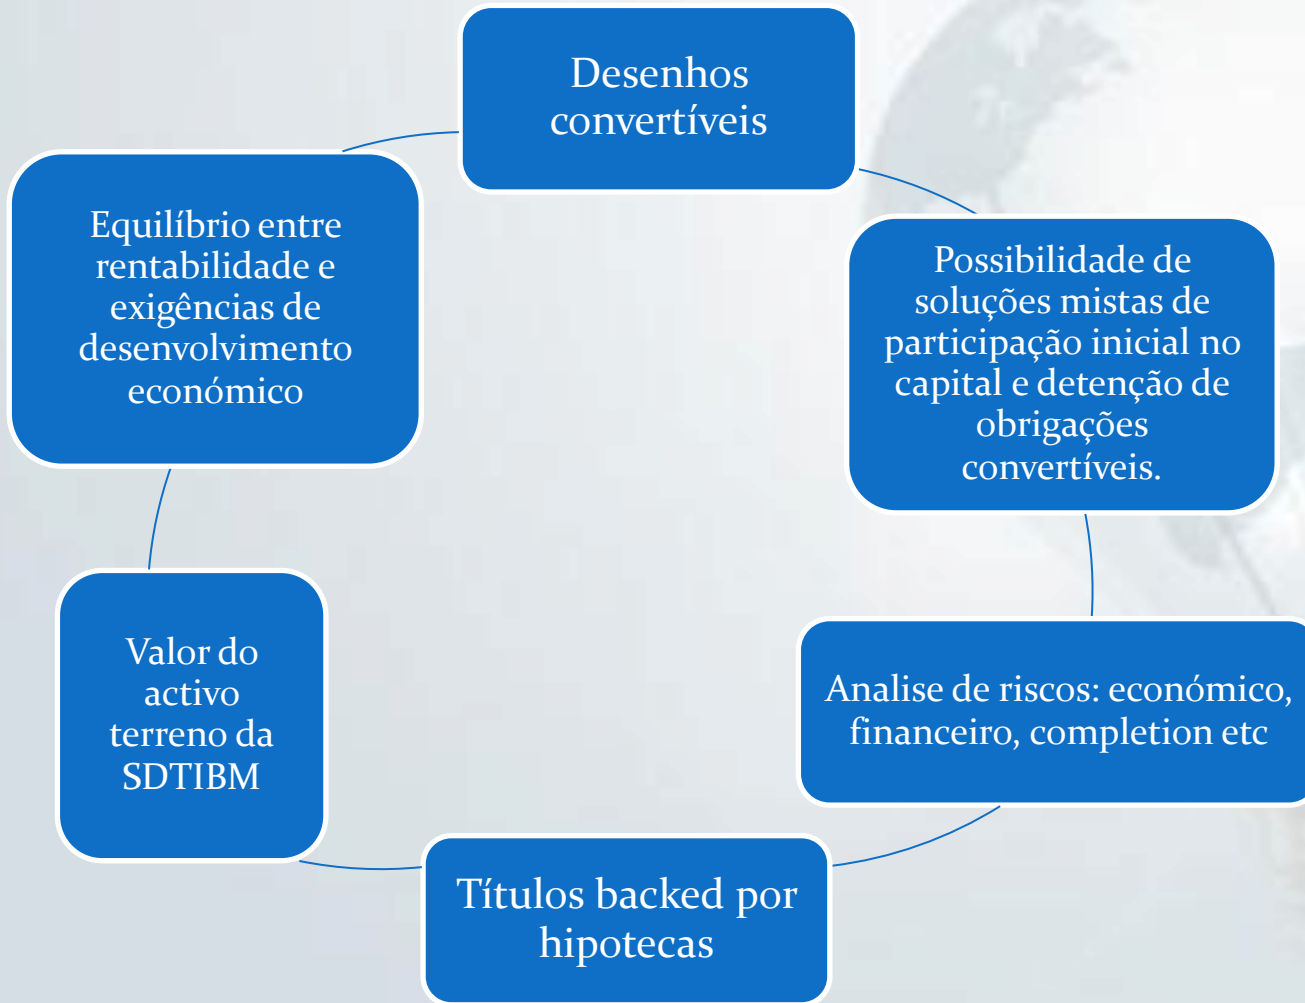 Desenhos
convertíveis
Possibilidade de
soluções mistas de
participação inicial no
capital e detenção de
obrigações
convertíveis.
Analise de riscos: económico,
financeiro, completion etc
Títulos backed por
hipotecas
Valor do
activo
terreno da
SDTIBM
Equilíbrio entre
rentabilidade e
exigências de
desenvolvimento
económico